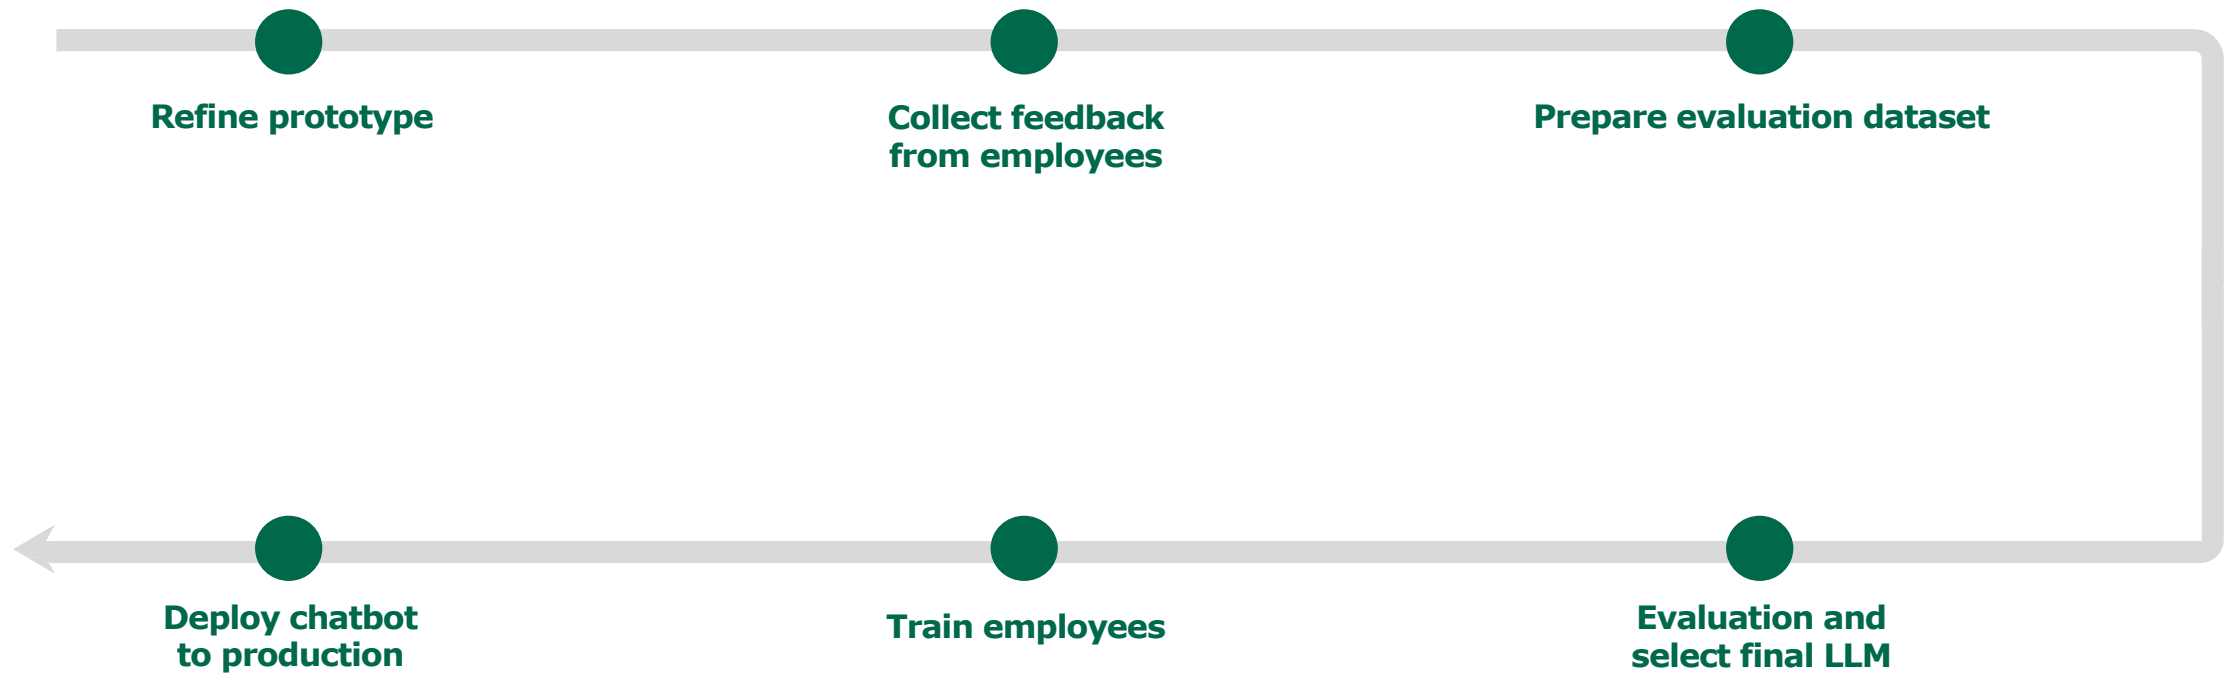 Refine prototype
Collect feedback
from employees
Prepare evaluation dataset
Deploy chatbot
to production
Train employees
Evaluation and
select final LLM